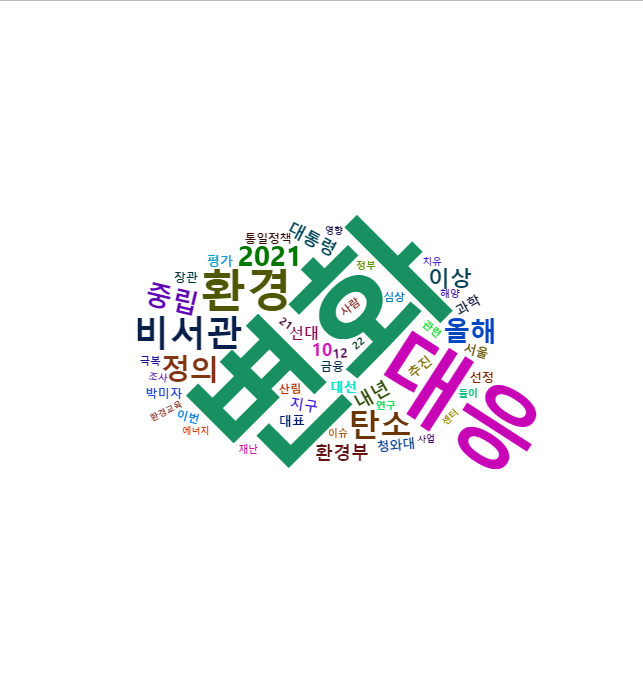 영향
대통령
통일정책
변화
2021
평가
정부
치유
장관
환경
심상
이상
해양
중립
사람
과학
21
선대
관련
올해
비서관
10
12
22
서울
극복
금융
대응
추진
정의
조사
산림
대선
내년
선정
박미자
지구
연구
들이
환경교육
이번
대표
탄소
센터
에너지
이슈
사업
재난
환경부
청와대